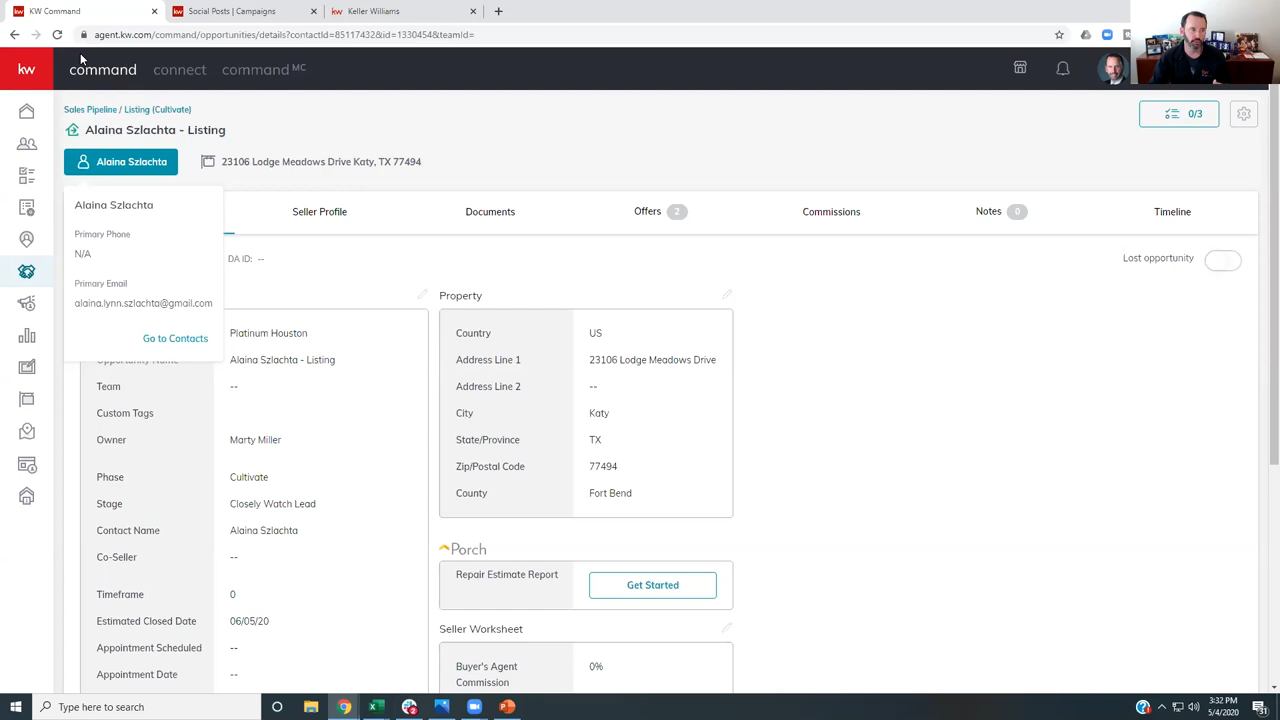 KW Command
Social Posts | Campaigns
Keller Williams
agent.kw.com/command/opportunities/details?contactId=85117432&id=1330454&teamId=
kw
command connect command MC
Sales Pipeline / Listing (Cultivate)
Alaina Szlachta - Listing
0/3
Alaina Szlachta
23106 Lodge Meadows Drive Katy, TX 77494
Alaina Szlachta
Primary Phone
N/A
Primary Email
alaina.lynn.szlachta@gmail.com
Go to Contacts
Seller Profile
Documents
Offers 2
Commissions
Notes 0
Timeline
DA ID: --
Lost opportunity
Platinum Houston
Opportunity Name Alaina Szlachta - Listing
Team --
Custom Tags
Owner Marty Miller
Phase Cultivate
Stage Closely Watch Lead
Contact Name Alaina Szlachta
Co-Seller --
Timeframe 0
Estimated Closed Date 06/05/20
Appointment Scheduled --
Appointment Date --
Property
Country US
Address Line 1 23106 Lodge Meadows Drive
Address Line 2 --
City Katy
State/Province TX
Zip/Postal Code 77494
County Fort Bend
Porch
Repair Estimate Report Get Started
Seller Worksheet
Buyer's Agent 0%
Commission
Type here to search
3:32 PM
5/4/2020